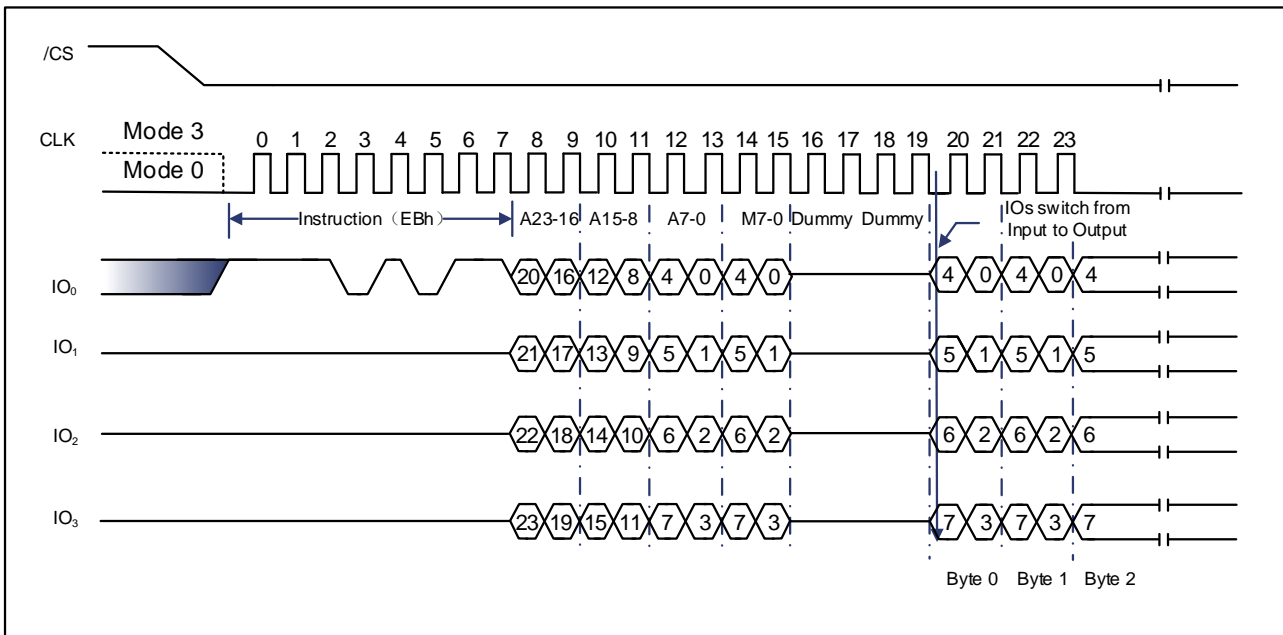 /CS
Mode 3
CLK
Mode 0
0 1 2 3 4 5 6 7 8 9 10 11 12 13 14 15 16 17 18 19 20 21 22 23
Instruction（EBh） A23-16 A15-8 A7-0 M7-0 Dummy Dummy
IOs switch from
Input to Output
IO₀ 20 16 12 8 4 0 4 0 4 0 4 0 4
IO₁ 21 17 13 9 5 1 5 1 5 1 5 1 5
IO₂ 22 18 14 10 6 2 6 2 6 2 6 2 6
IO₃ 23 19 15 11 7 3 7 3 7 3 7 3 7
Byte 0 Byte 1 Byte 2